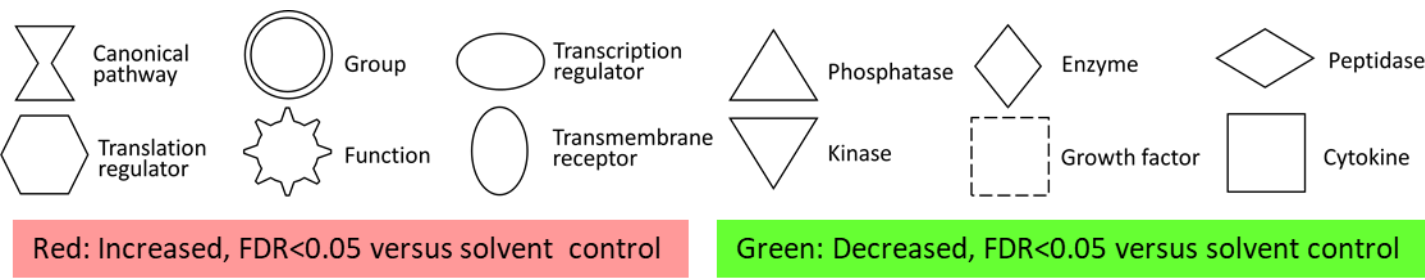 Canonical
pathway
Group
Transcription
regulator
Phosphatase
Enzyme
Peptidase
Translation
regulator
Function
Transmembrane
receptor
Kinase
Growth factor
Cytokine
Red: Increased, FDR<0.05 versus solvent control
Green: Decreased, FDR<0.05 versus solvent control